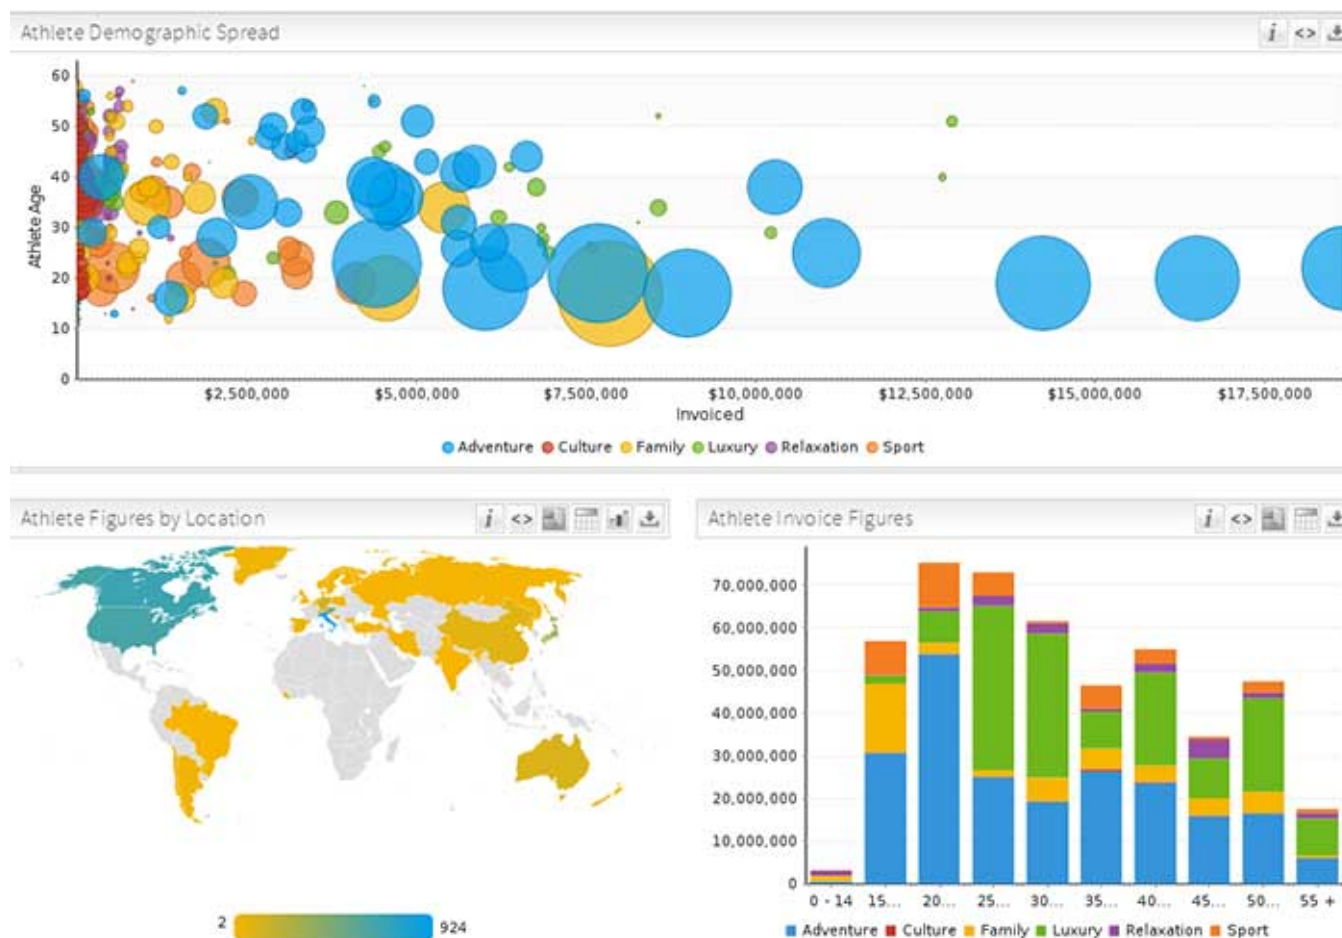 Athlete Demographic Spread
i <>
60
50
40
30
20
10
0
Athlete Age
$2,500,000 $5,000,000 $7,500,000 $10,000,000 $12,500,000 $15,000,000 $17,500,000
Invoiced
Adventure Culture Family Luxury Relaxation Sport
Athlete Figures by Location i <>
2 924
Athlete Invoice Figures i <>
70,000,000
60,000,000
50,000,000
40,000,000
30,000,000
20,000,000
10,000,000
0
0 - 14 15... 20... 25... 30... 35... 40... 45... 50... 55 +
Adventure Culture Family Luxury Relaxation Sport